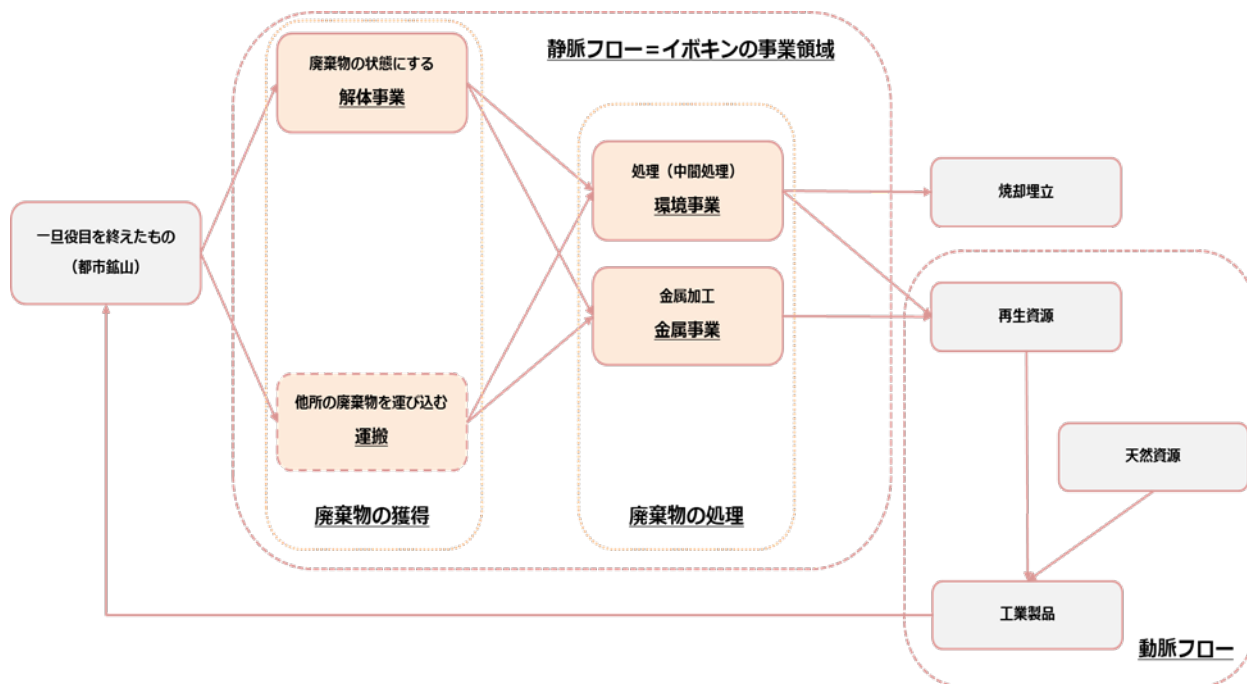 静脈フロー=イボキンの事業領域
廃棄物の状態にする
解体事業
処理（中間処理）
環境事業
焼却埋立
一旦役目を終えたもの
（都市鉱山）
金属加工
金属事業
再生資源
他所の廃棄物を運び込む
運搬
天然資源
廃棄物の獲得
廃棄物の処理
工業製品
動脈フロー